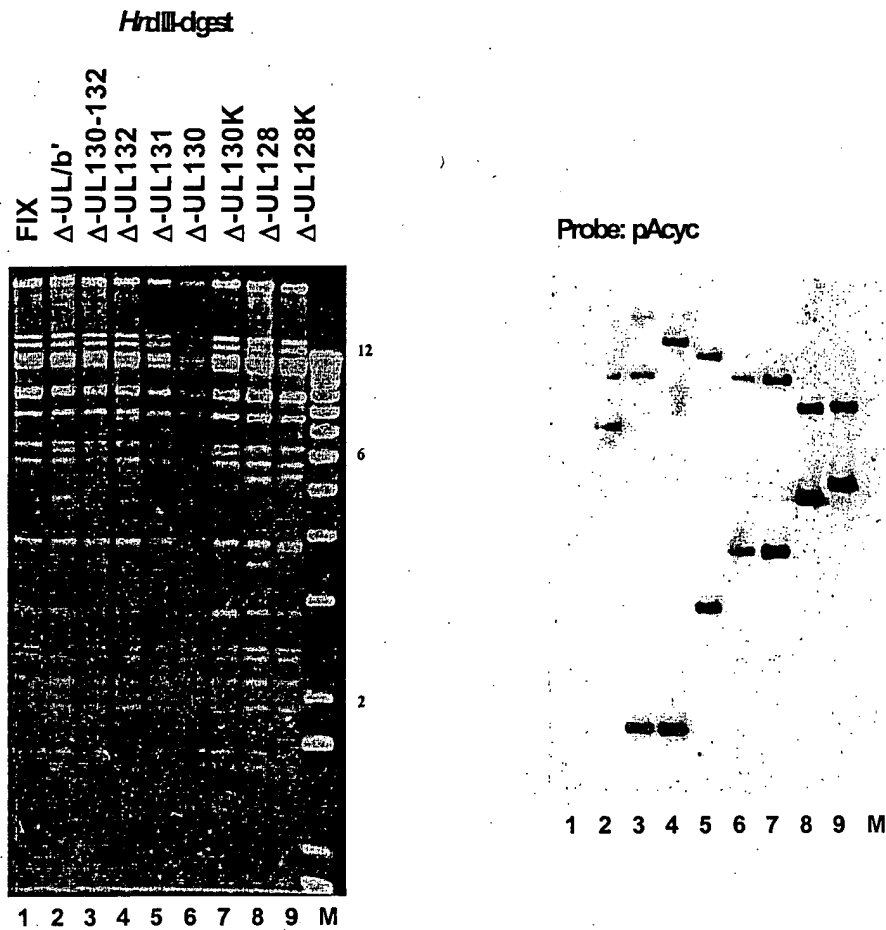 HindIII-digest
FIX
Δ-UL/b'
Δ-UL130-132
Δ-UL132
Δ-UL131
Δ-UL130
Δ-UL130K
Δ-UL128
Δ-UL128K
12
6
2
1 2 3 4 5 6 7 8 9 M
Probe: pAcyc
1 2 3 4 5 6 7 8 9 M